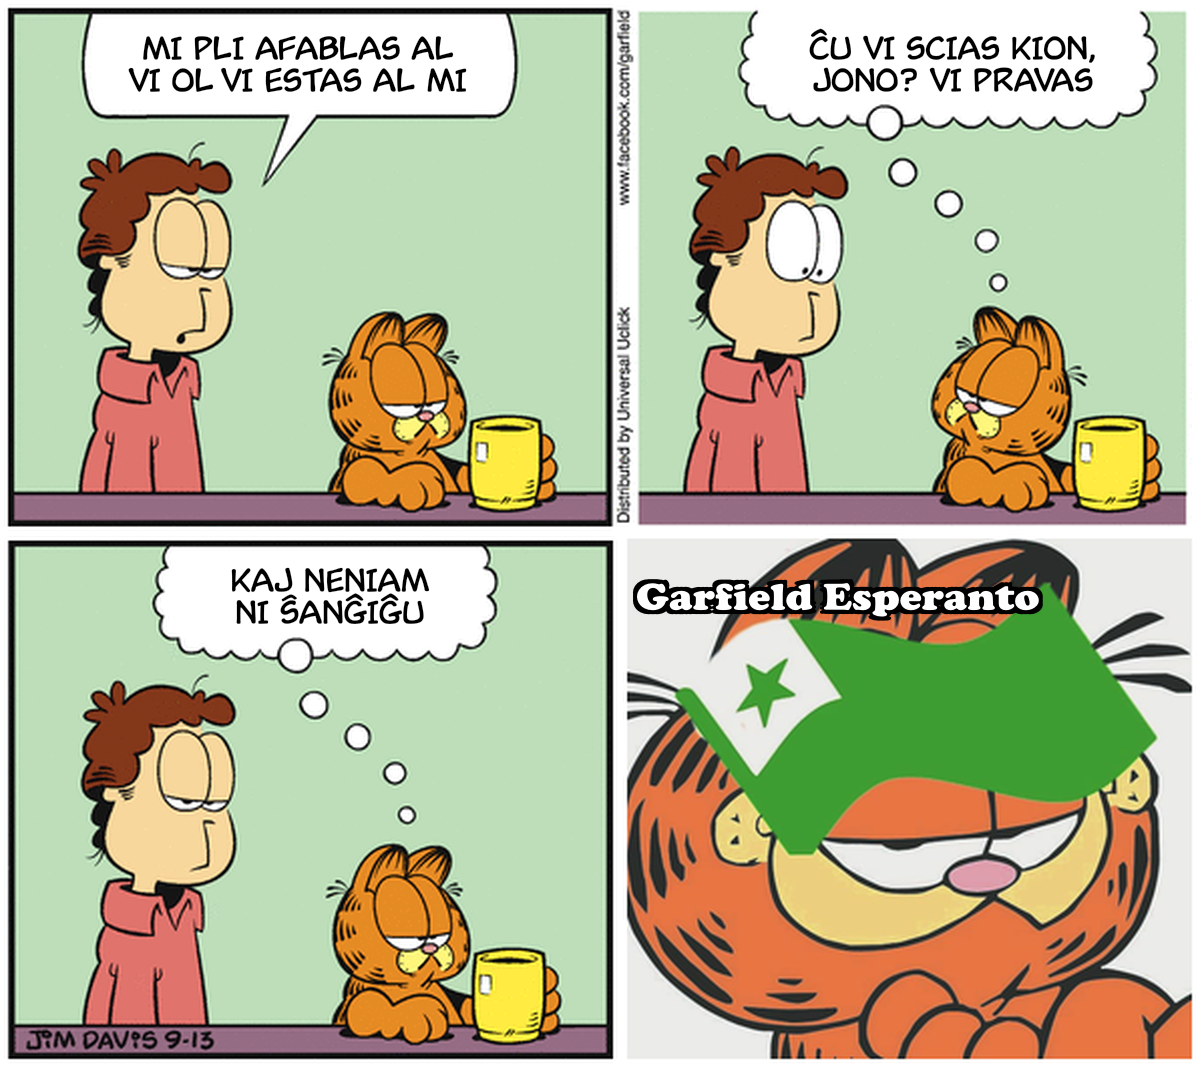 MI PLI AFABLAS AL
VI OL VI ESTAS AL MI
www.facebook.com/garfield
Distributed by Universal Uclick
ĈU VI SCIAS KION,
JONO? VI PRAVAS
KAJ NENIAM
NI ŜANĜIĜU
JIM DAVIS 9-13
Garfield Esperanto